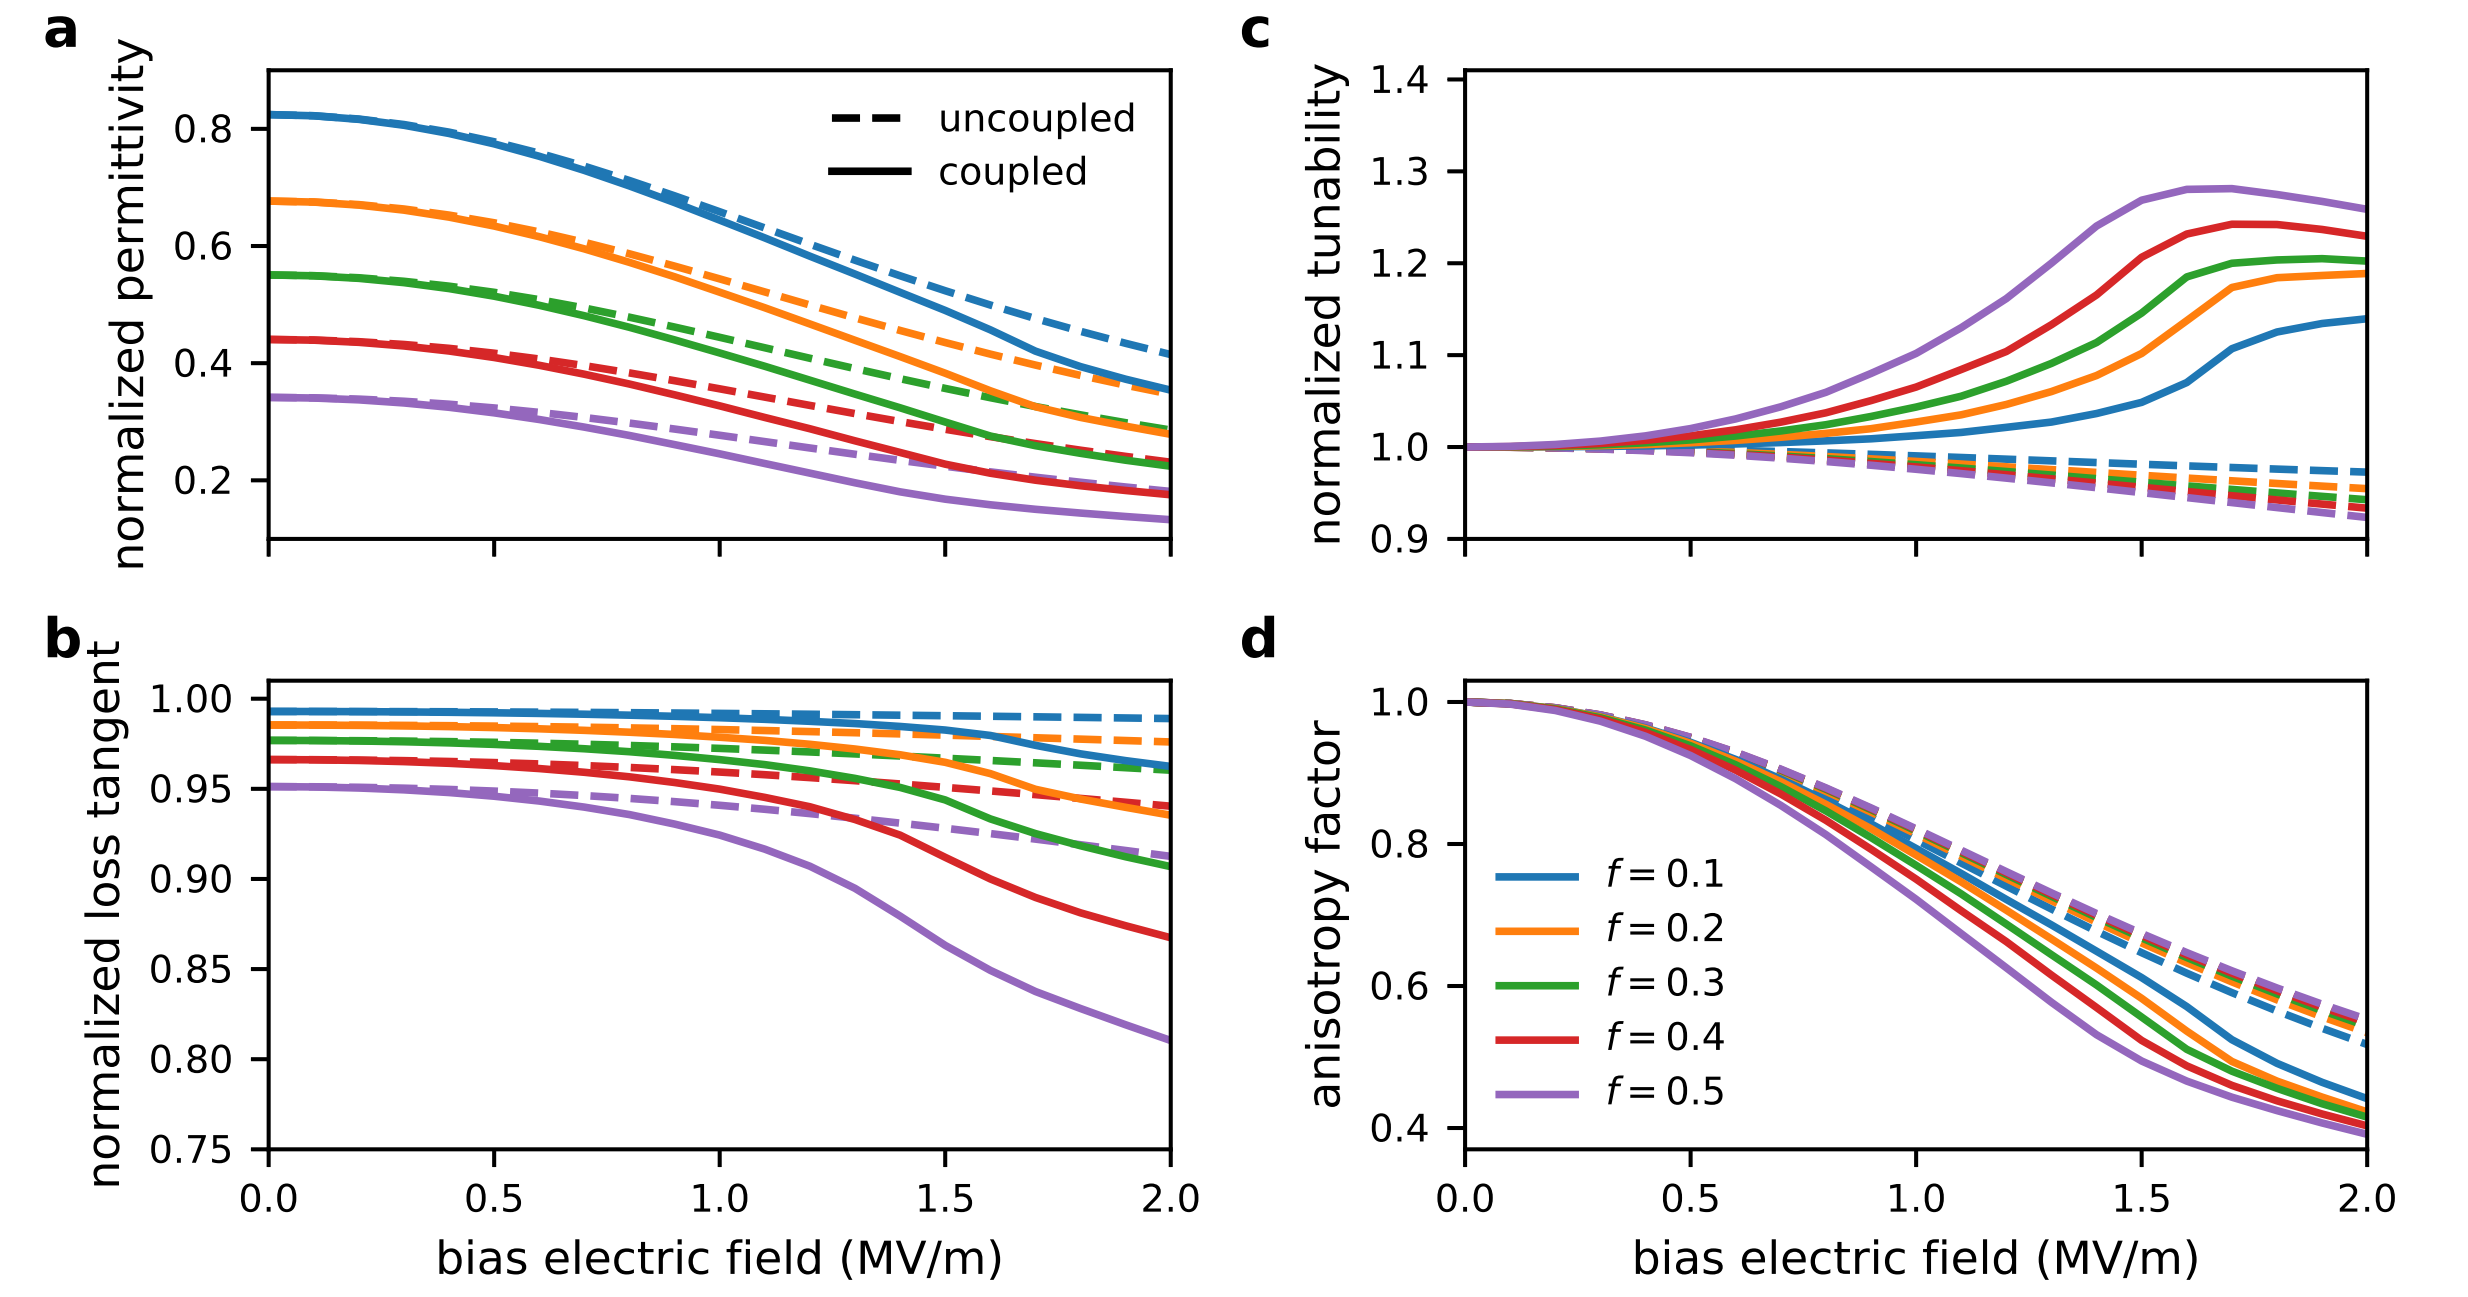 a
normalized permittivity
0.8
0.6
0.4
0.2
uncoupled
coupled
b
normalized loss tangent
1.00
0.95
0.90
0.85
0.80
0.75
0.0 0.5 1.0 1.5 2.0
bias electric field (MV/m)
c
normalized tunability
1.4
1.3
1.2
1.1
1.0
0.9
d
anisotropy factor
1.0
0.8
0.6
0.4
f = 0.1
f = 0.2
f = 0.3
f = 0.4
f = 0.5
0.0 0.5 1.0 1.5 2.0
bias electric field (MV/m)